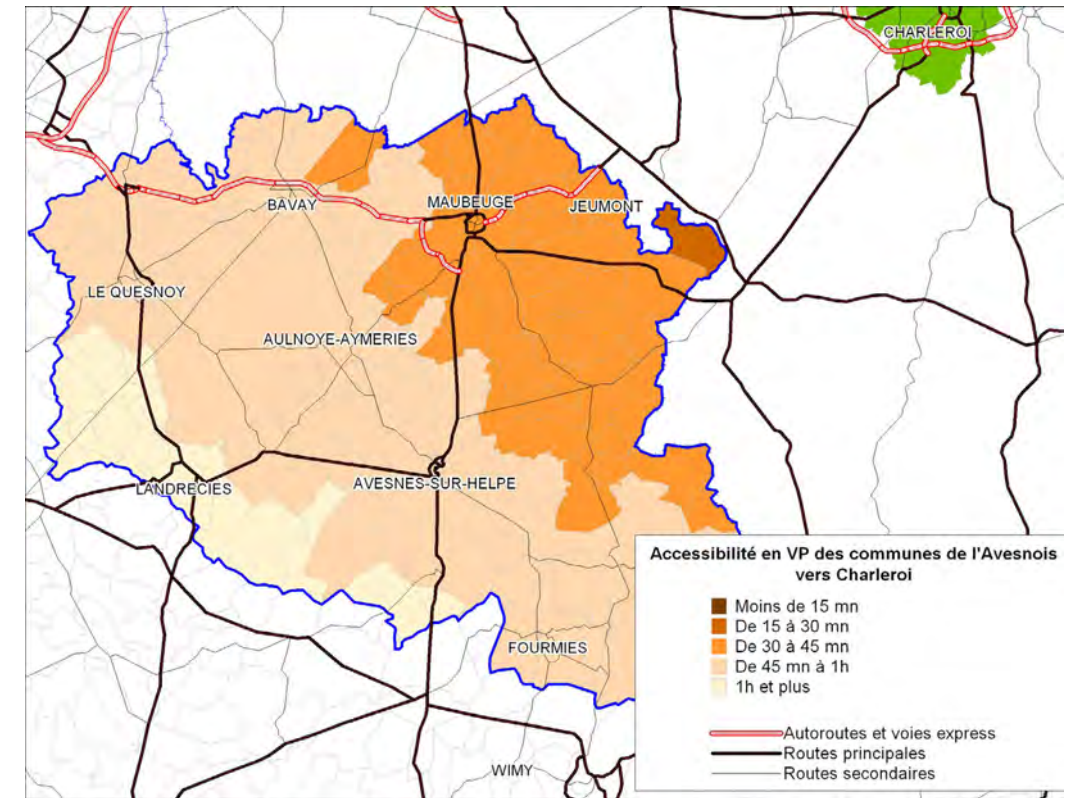 CHARLEROI
MAUBEUGE
BAVAY
JEUMONT
LE QUESNOY
AULNOYE-AYMERIES
LANDRECIES
AVESNES-SUR-HELPE
FOURMIES
WIMY
Accessibilité en VP des communes de l'Avesnois
vers Charleroi
Moins de 15 mn
De 15 à 30 mn
De 30 à 45 mn
De 45 mn à 1h
1h et plus
Autoroutes et voies express
Routes principales
Routes secondaires